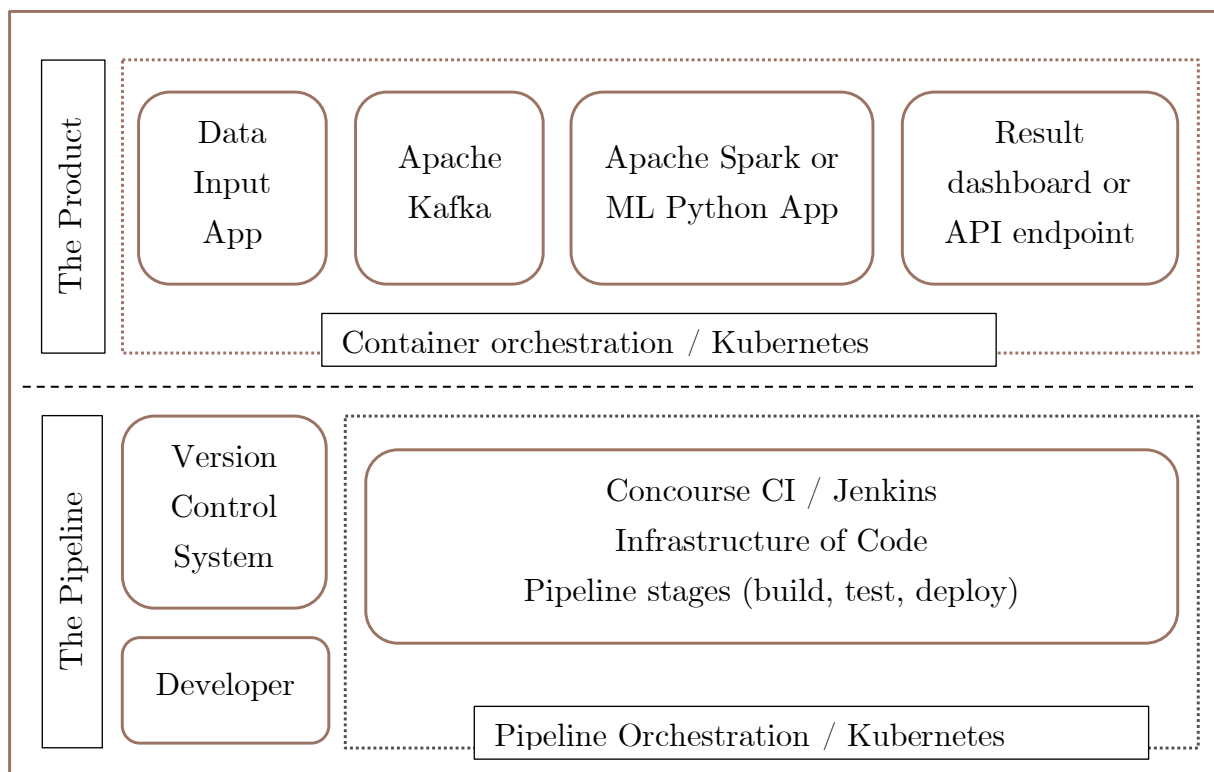 The Product
Data
Input
App
Apache
Kafka
Apache Spark or
ML Python App
Result
dashboard or
API endpoint
Container orchestration / Kubernetes
The Pipeline
Version
Control
System
Developer
Concourse CI / Jenkins
Infrastructure of Code
Pipeline stages (build, test, deploy)
Pipeline Orchestration / Kubernetes